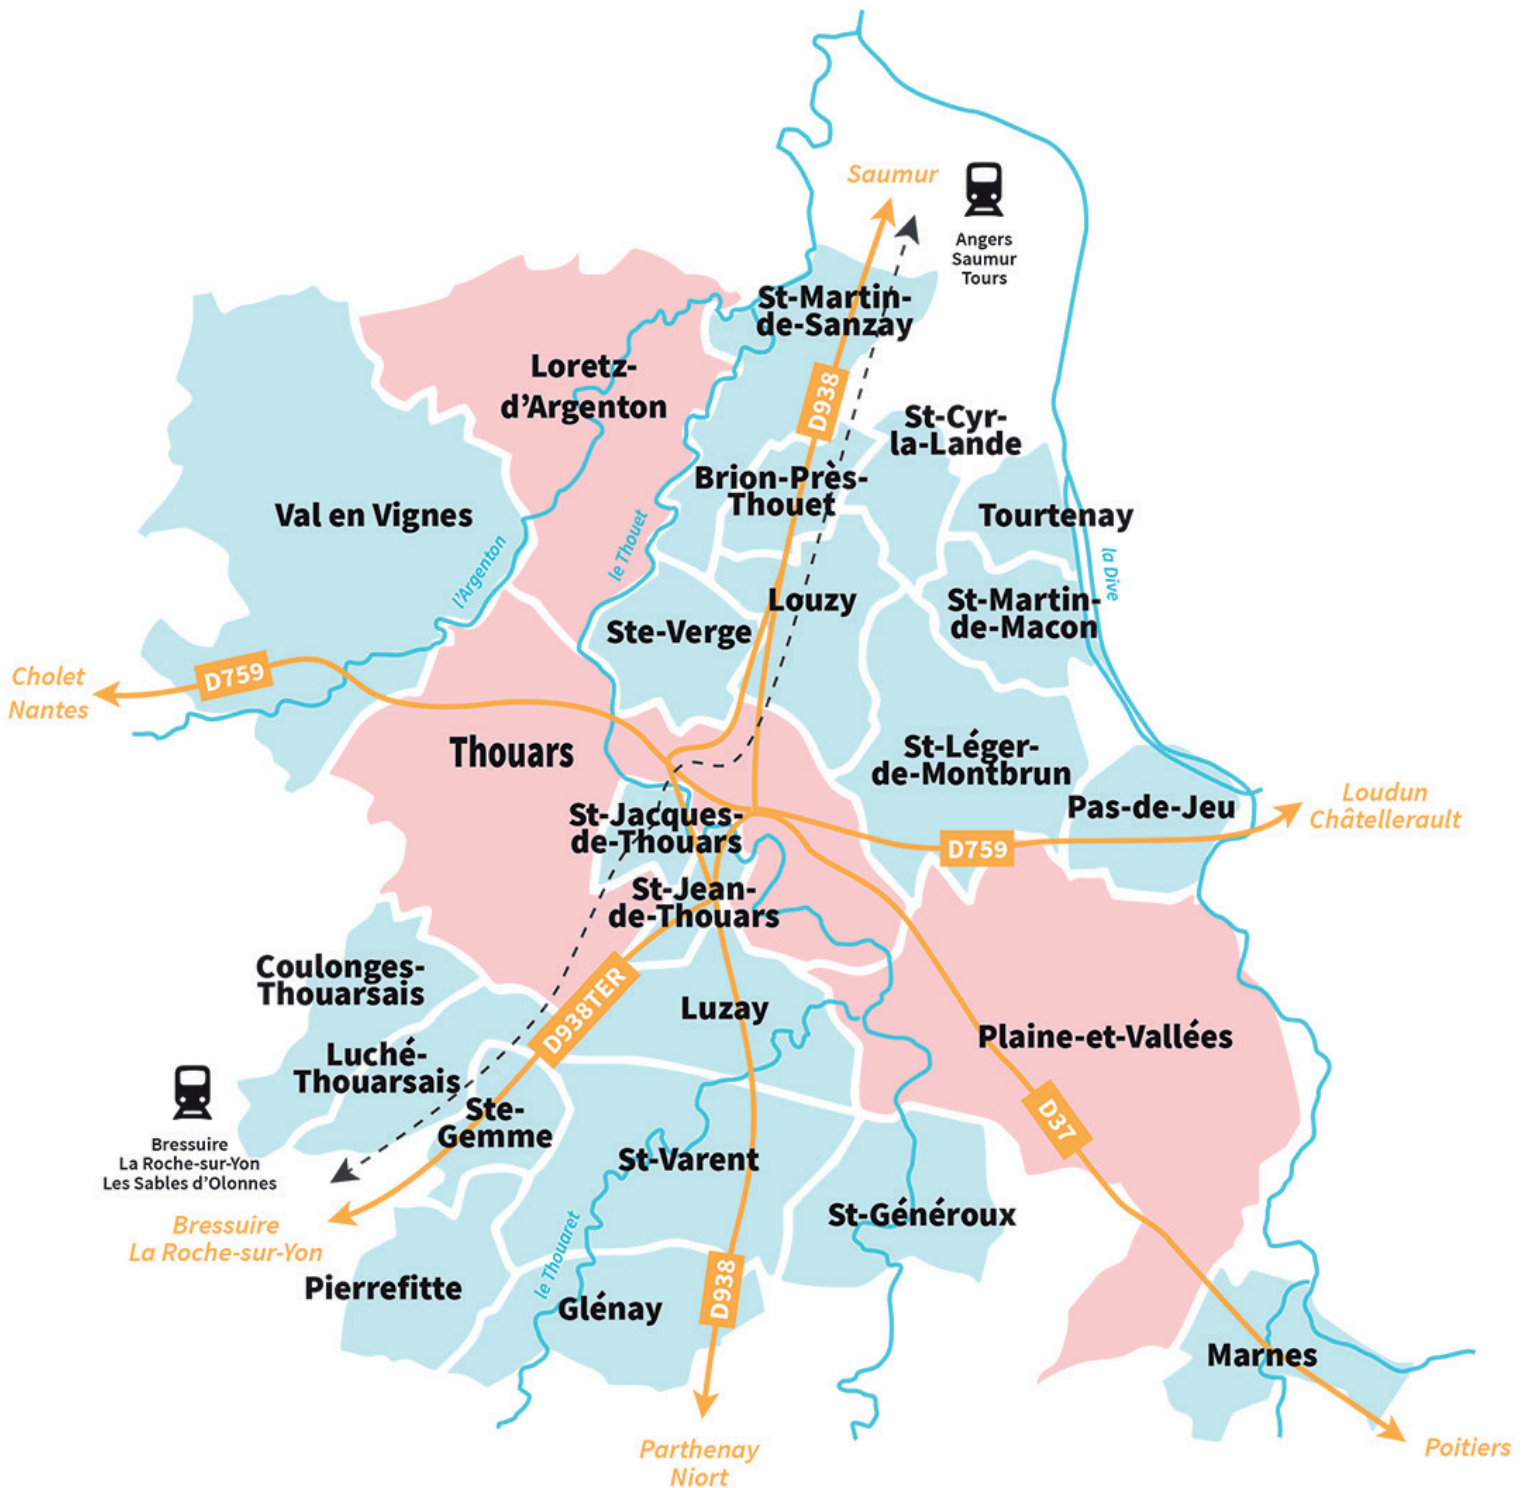 Saumur
Angers
Saumur
Tours
St-Martin-
de-Sanzay
Loretz-
d’Argenton
D938
St-Cyr-
la-Lande
Brion-Près-
Thouet
Val en Vignes
Tourtenay
l’Argenton
le Thouet
la Dive
Louzy
St-Martin-
de-Macon
Ste-Verge
D759
Cholet
Nantes
Thouars
St-Léger-
de-Montbrun
Pas-de-Jeu
Loudun
Châtellerault
St-Jacques-
de-Thouars
D759
St-Jean-
de-Thouars
Coulonges-
Thouarsais
D938TER
Luzay
Plaine-et-Vallées
Luché-
Thouarsais
Ste-
Gemme
D37
Bressuire
La Roche-sur-Yon
Les Sables d’Olonnes
St-Varent
St-Généroux
Bressuire
La Roche-sur-Yon
le Thouaret
Pierrefitte
Glénay
D938
Marnes
Parthenay
Niort
Poitiers